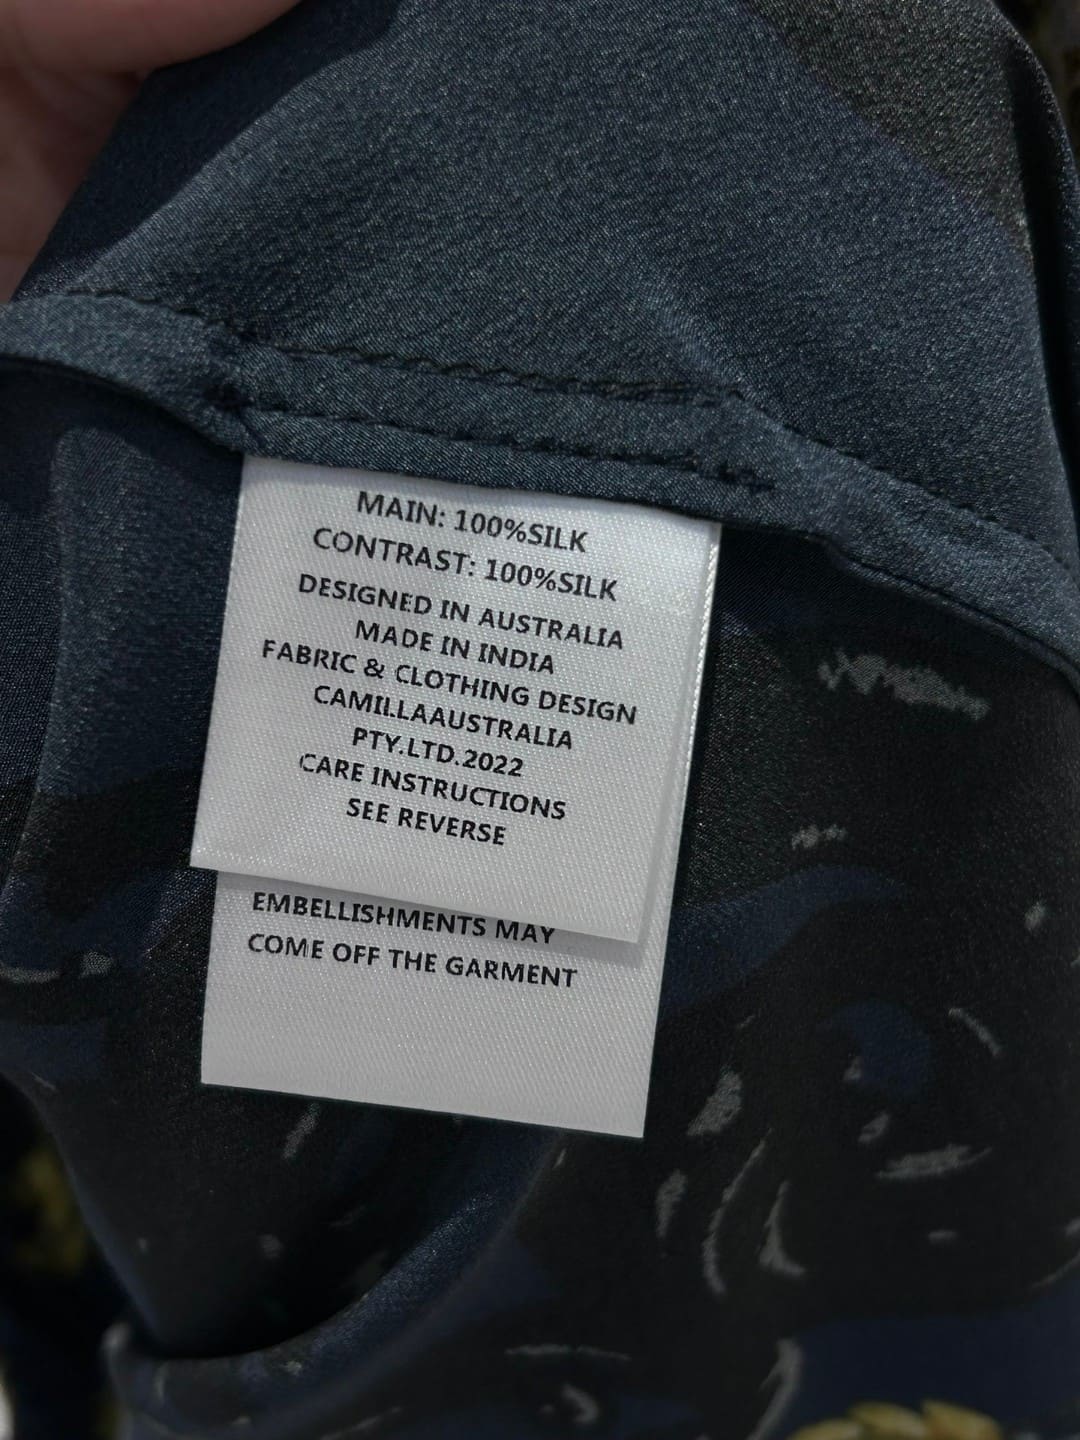 MAIN: 100%SILK
CONTRAST: 100%SILK
DESIGNED IN AUSTRALIA
MADE IN INDIA
FABRIC & CLOTHING DESIGN
CAMILLAAUSTRALIA
PTY.LTD.2022
CARE INSTRUCTIONS
SEE REVERSE
EMBELLISHMENTS MAY
COME OFF THE GARMENT